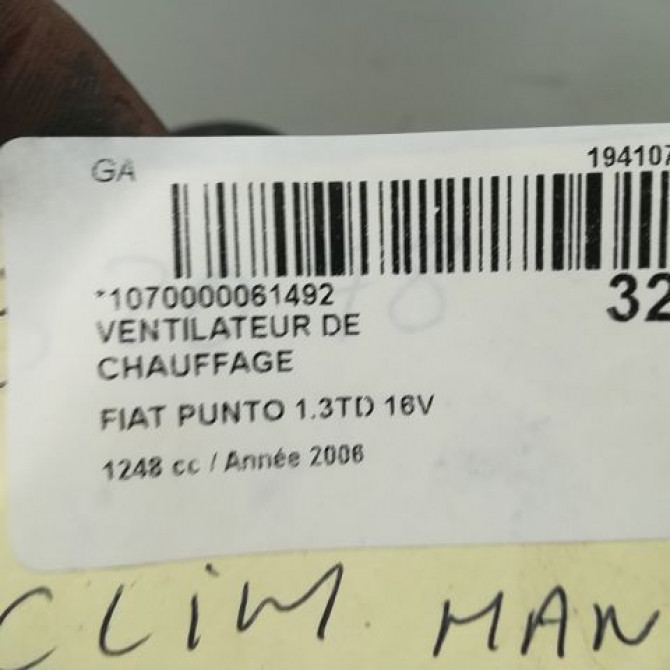 GA
194107
*1070000061492
32
VENTILATEUR DE
CHAUFFAGE
FIAT PUNTO 1.3TD 16V
1248 cc / Année 2006
CLIM MAN